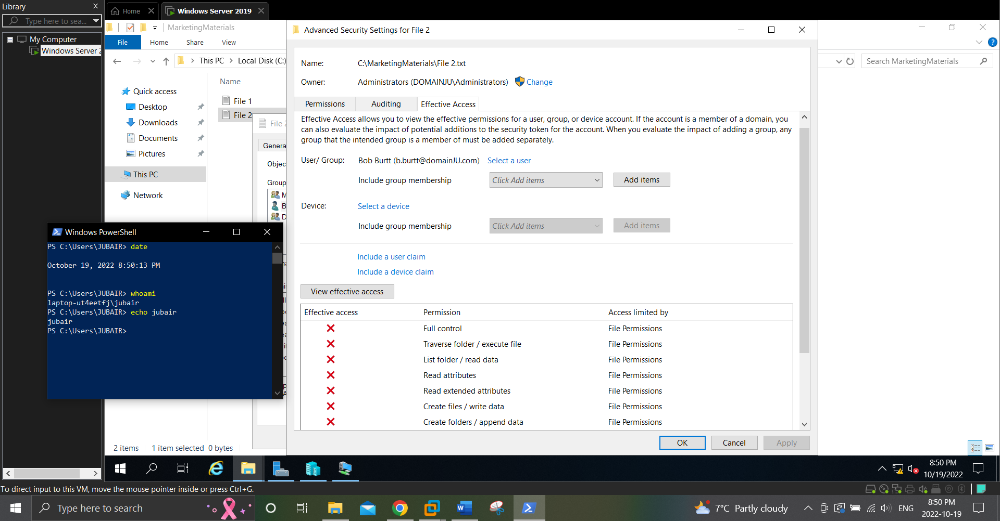 Library
Home
Windows Server 2019
Type here to sea...
My Computer
Windows Server 2
MarketingMaterials
File
Home
Share
View
This PC
Local Disk (C:)
Search MarketingMaterials
Quick access
Desktop
Downloads
Documents
Pictures
This PC
Network
Name
File 1
File 2
File 2
Genera
Objec
Group
M
B
D
2 items
1 item selected 0 bytes
Advanced Security Settings for File 2
Name:
C:\MarketingMaterials\File 2.txt
Owner:
Administrators (DOMAINJU\Administrators)
Change
Permissions
Auditing
Effective Access
Effective Access allows you to view the effective permissions for a user, group, or device account. If the account is a member of a domain, you
can also evaluate the impact of potential additions to the security token for the account. When you evaluate the impact of adding a group, any
group that the intended group is a member of must be added separately.
User/ Group:
Bob Burtt (b.burtt@domainJU.com)
Select a user
Include group membership
Click Add items
Add items
Device:
Select a device
Include group membership
Click Add items
Add items
Include a user claim
Include a device claim
View effective access
Effective access
Permission
Access limited by
Full control
File Permissions
Traverse folder / execute file
File Permissions
List folder / read data
File Permissions
Read attributes
File Permissions
Read extended attributes
File Permissions
Create files / write data
File Permissions
Create folders / append data
File Permissions
OK
Cancel
Apply
Windows PowerShell
PS C:\Users\JUBAIR> date
October 19, 2022 8:50:13 PM
PS C:\Users\JUBAIR> whoami
laptop-ut4eetfj\jubair
PS C:\Users\JUBAIR> echo jubair
jubair
PS C:\Users\JUBAIR>
8:50 PM
10/19/2022
To direct input to this VM, move the mouse pointer inside or press Ctrl+G.
Type here to search
7°C Partly cloudy
ENG
8:50 PM
2022-10-19